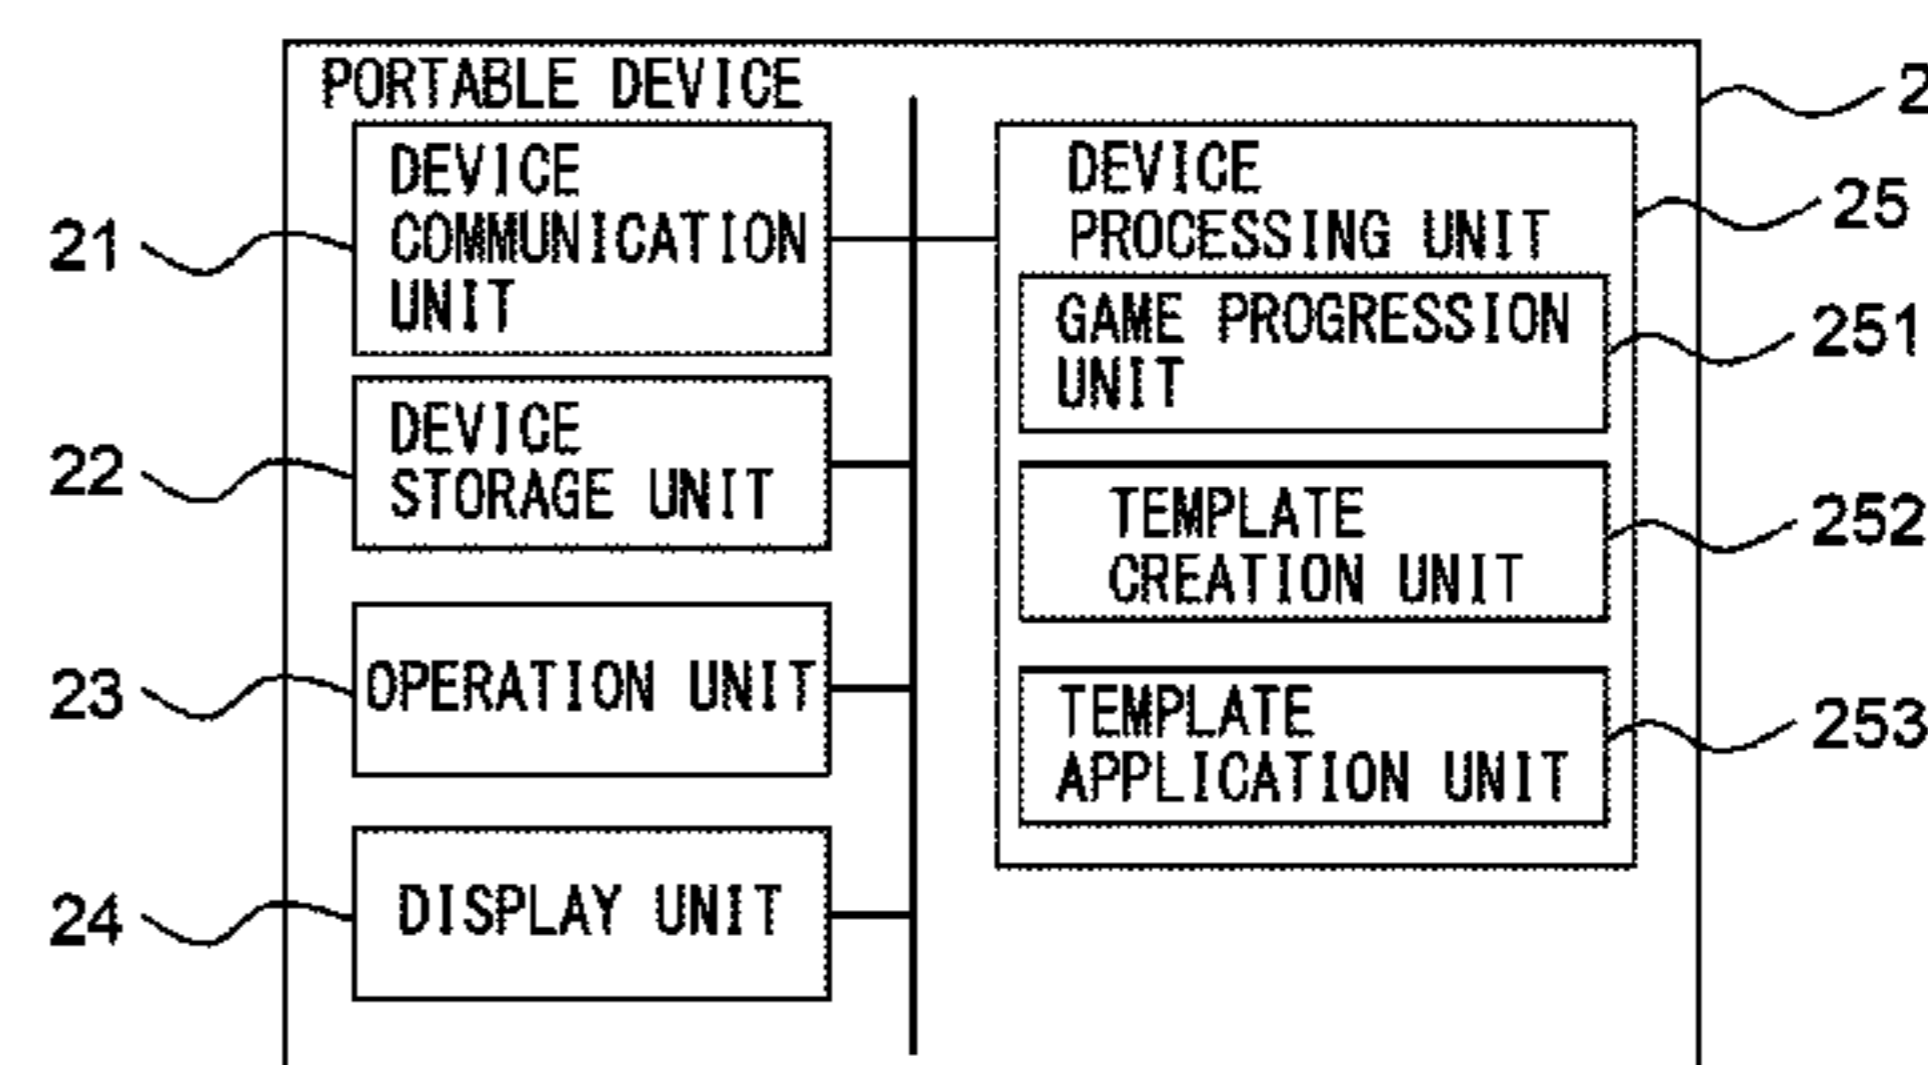 PORTABLE DEVICE
2
DEVICE
COMMUNICATION
UNIT
21
DEVICE
STORAGE UNIT
22
OPERATION UNIT
23
DISPLAY UNIT
24
DEVICE
PROCESSING UNIT
25
GAME PROGRESSION
UNIT
251
TEMPLATE
CREATION UNIT
252
TEMPLATE
APPLICATION UNIT
253